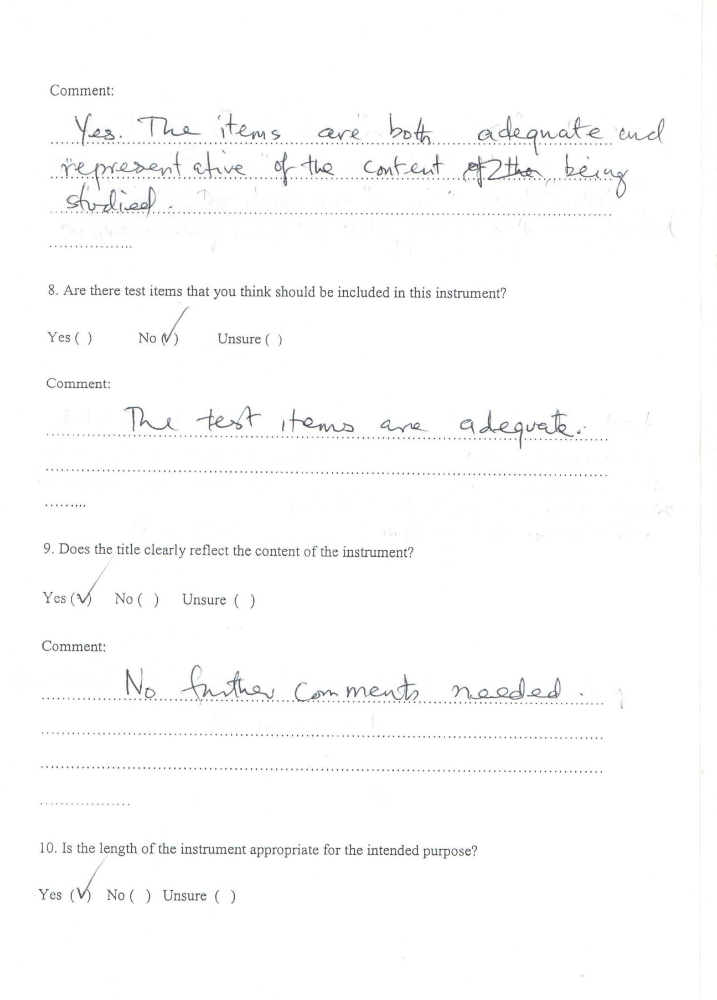 Comment:
Yes. The items are both adequate and
representative of the content being
studied.
8. Are there test items that you think should be included in this instrument?
Yes ( ) No (✓) Unsure ( )
Comment:
The test items are adequate.
9. Does the title clearly reflect the content of the instrument?
Yes (✓) No ( ) Unsure ( )
Comment:
No further comments needed.
10. Is the length of the instrument appropriate for the intended purpose?
Yes (✓) No ( ) Unsure ( )